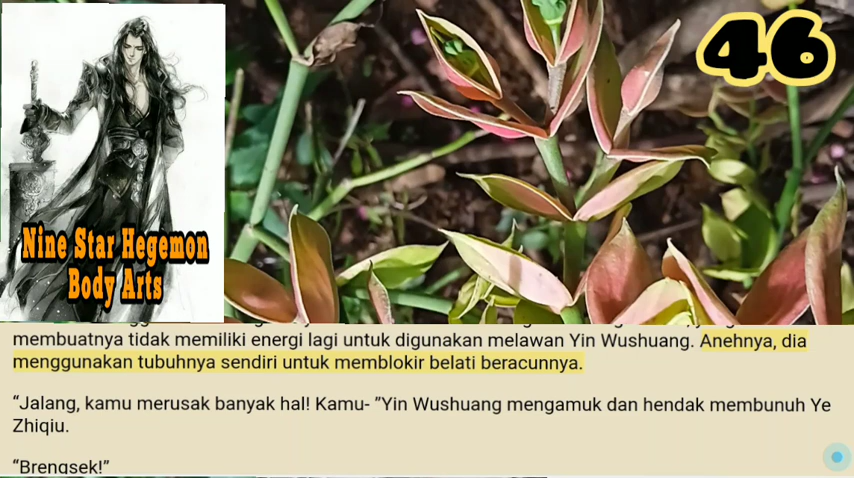 46
Nine Star Hegemon
Body Arts
membuatnya tidak memiliki energi lagi untuk digunakan melawan Yin Wushuang. Anehnya, dia
menggunakan tubuhnya sendiri untuk memblokir belati beracunnya.
“Jalang, kamu merusak banyak hal! Kamu- ”Yin Wushuang mengamuk dan hendak membunuh Ye
Zhiqiu.
“Brengsek!”